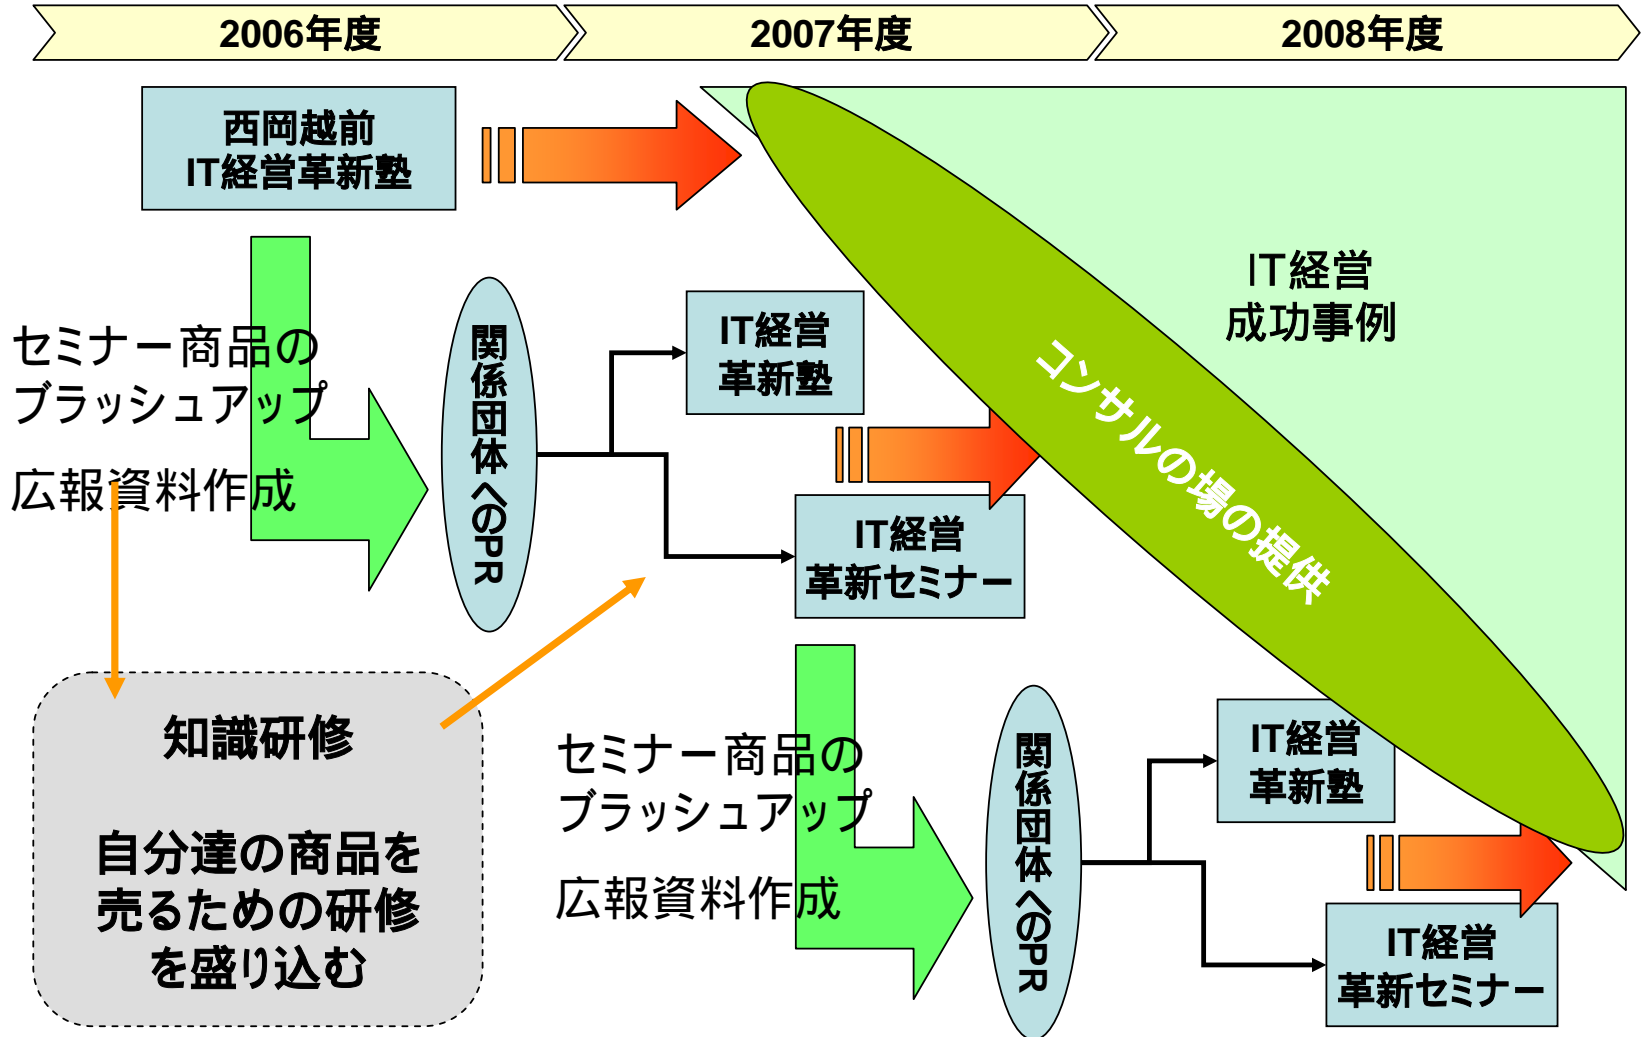 2006年度
2007年度
2008年度
西岡越前
IT経営革新塾
セミナー商品の
ブラッシュアップ
広報資料作成
関係団体へのPR
IT経営
革新塾
IT経営
革新セミナー
コンサルの場の提供
IT経営
成功事例
知識研修
自分達の商品を
売るための研修
を盛り込む
セミナー商品の
ブラッシュアップ
広報資料作成
関係団体へのPR
IT経営
革新塾
IT経営
革新セミナー